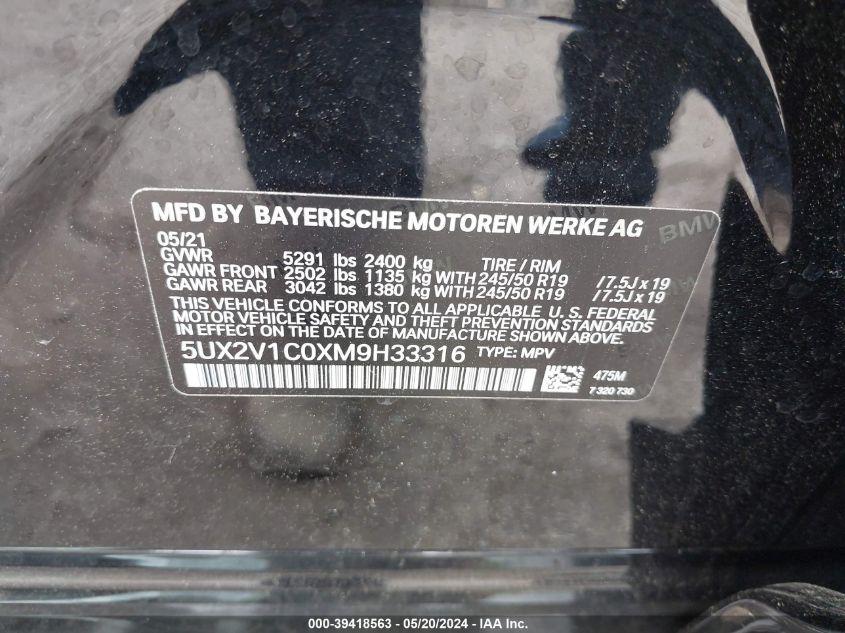 MFD BY BAYERISCHE MOTOREN WERKE AG BMW
05/21
GVWR 5291 lbs 2400 kg TIRE / RIM
GAWR FRONT 2502 lbs 1135 kg WITH 245/50 R19 / 7.5J x 19
GAWR REAR 3042 lbs 1380 kg WITH 245/50 R19 / 7.5J x 19
THIS VEHICLE CONFORMS TO ALL APPLICABLE U.S. FEDERAL
MOTOR VEHICLE SAFETY AND THEFT PREVENTION STANDARDS
IN EFFECT ON THE DATE OF MANUFACTURE SHOWN ABOVE.
5UX2V1C0XM9H33316 TYPE: MPV
475M
7 320 730
000-39418563 - 05/20/2024 - IAA Inc.